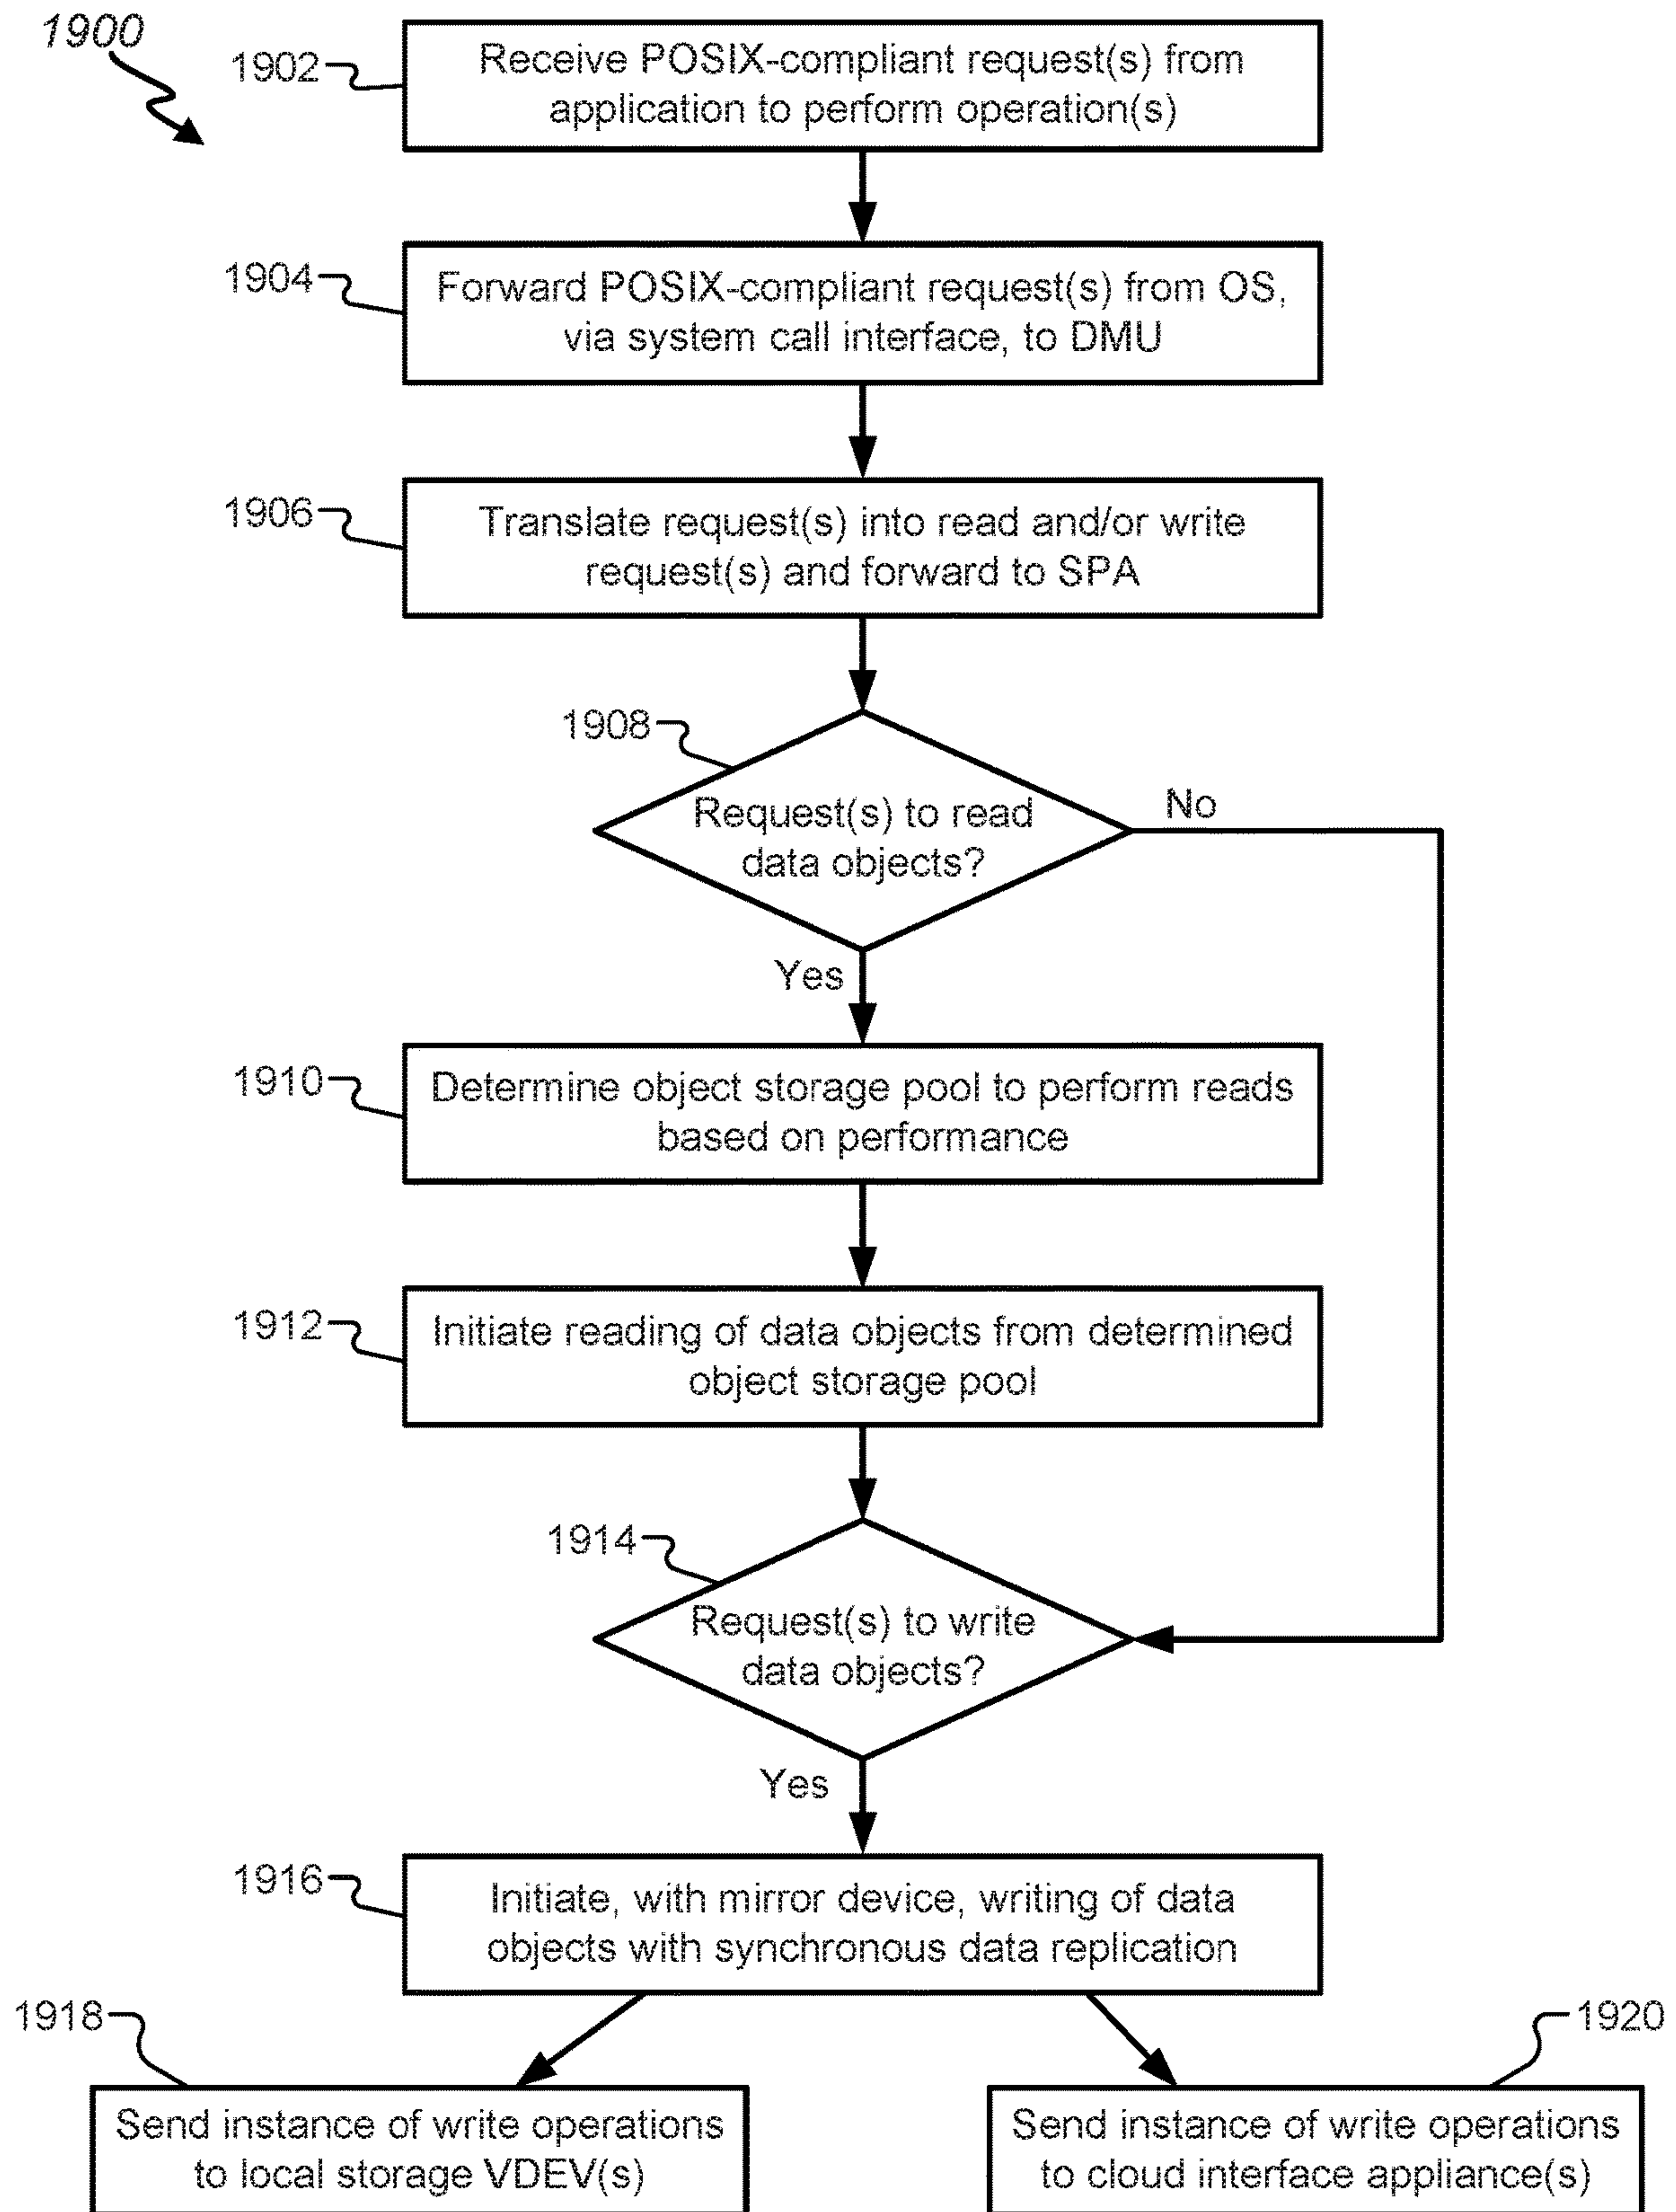 1900
1902
Receive POSIX-compliant request(s) from
application to perform operation(s)
1904
Forward POSIX-compliant request(s) from OS,
via system call interface, to DMU
1906
Translate request(s) into read and/or write
request(s) and forward to SPA
1908
Request(s) to read
data objects?
No
Yes
1910
Determine object storage pool to perform reads
based on performance
1912
Initiate reading of data objects from determined
object storage pool
1914
Request(s) to write
data objects?
Yes
1916
Initiate, with mirror device, writing of data
objects with synchronous data replication
1918
Send instance of write operations
to local storage VDEV(s)
1920
Send instance of write operations
to cloud interface appliance(s)